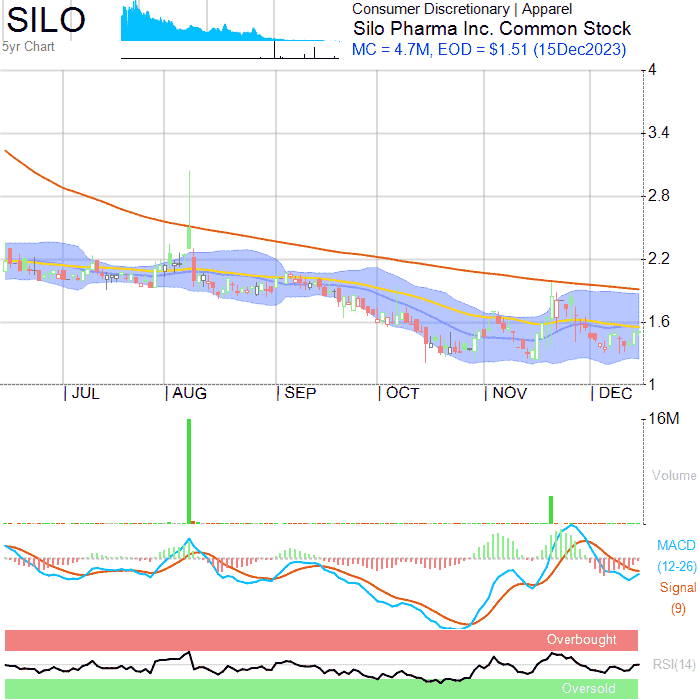 SILO
5yr Chart
Consumer Discretionary | Apparel
Silo Pharma Inc. Common Stock
MC = 4.7M, EOD = $1.51 (15Dec2023)
4
3.4
2.8
2.2
1.6
1
JUL
AUG
SEP
OCT
NOV
DEC
16M
Volume
MACD
(12-26)
Signal
(9)
Overbought
RSI(14)
Oversold